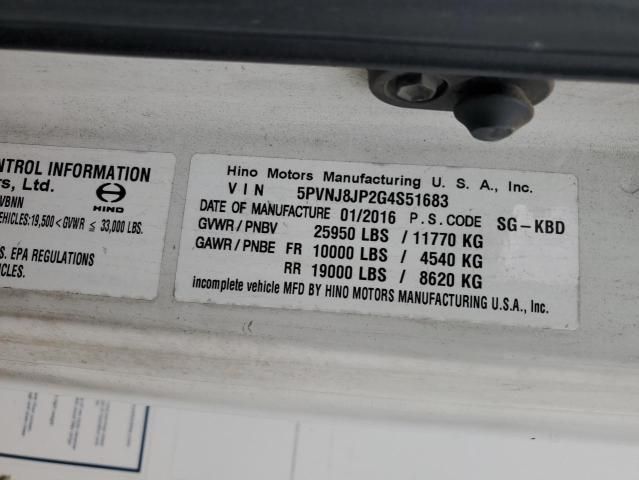 NTROL INFORMATION
rs, Ltd.
VBNN
HINO
EHICLES:19,500 < GVWR ≤ 33,000 LBS.
S. EPA REGULATIONS
HICLES.
Hino Motors Manufacturing U. S. A., Inc.
V I N 5PVNJ8JP2G4S51683
DATE OF MANUFACTURE 01/2016 P.S.CODE SG-KBD
GVWR / PNBV 25950 LBS / 11770 KG
GAWR / PNBE FR 10000 LBS / 4540 KG
RR 19000 LBS / 8620 KG
incomplete vehicle MFD BY HINO MOTORS MANUFACTURING U.S.A., Inc.